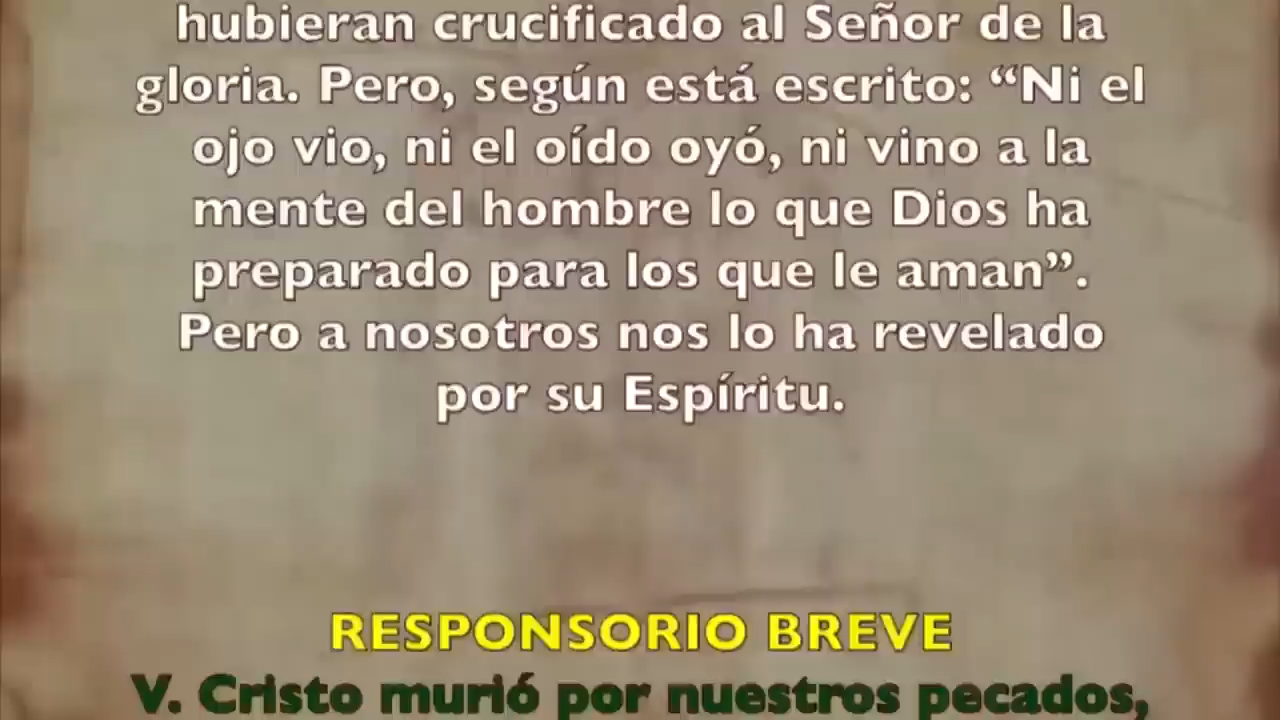 hubieran crucificado al Señor de la
gloria. Pero, según está escrito: “Ni el
ojo vio, ni el oído oyó, ni vino a la
mente del hombre lo que Dios ha
preparado para los que le aman”.
Pero a nosotros nos lo ha revelado
por su Espíritu.
RESPONSORIO BREVE
V. Cristo murió por nuestros pecados,